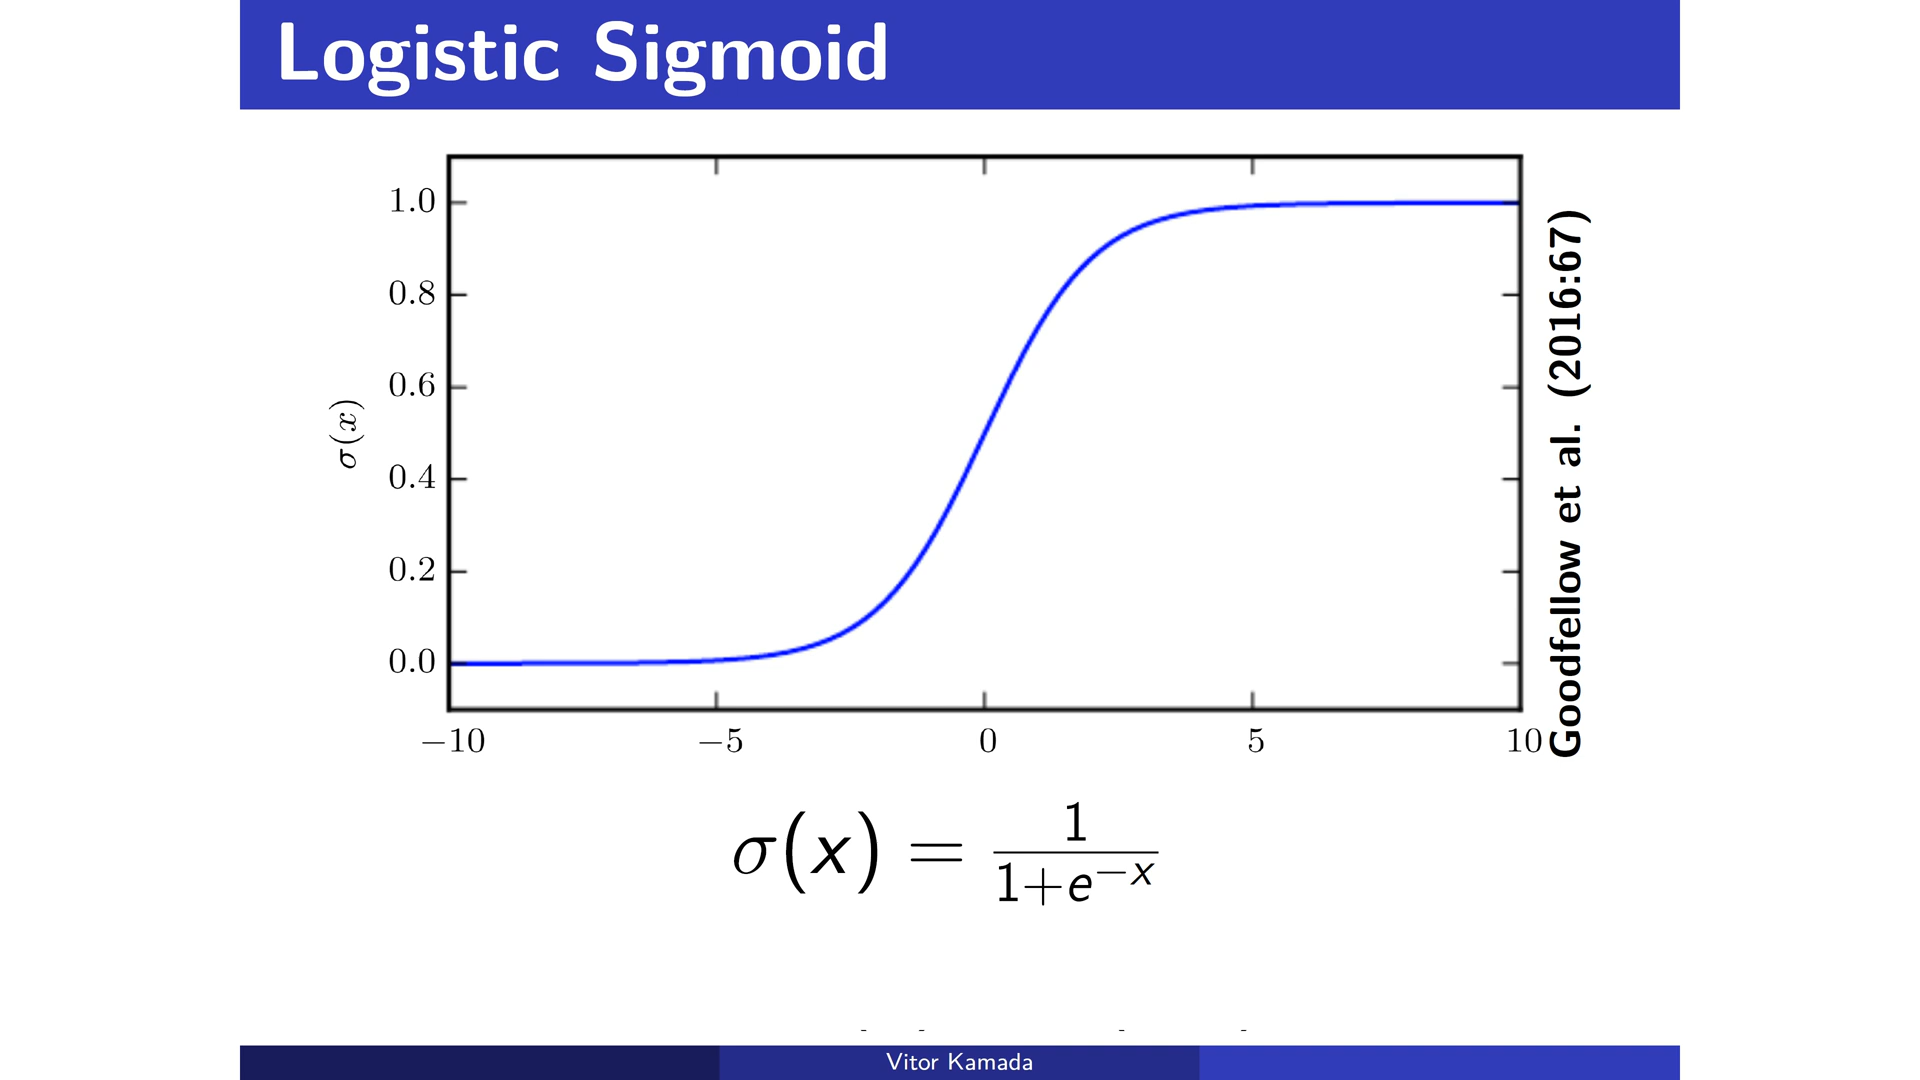 Logistic Sigmoid
1.0
0.8
0.6
0.4
0.2
0.0
σ(x)
−10 −5 0 5 10
Goodfellow et al. (2016:67)
σ(x) = 1/(1+e^{−x})
Vitor Kamada